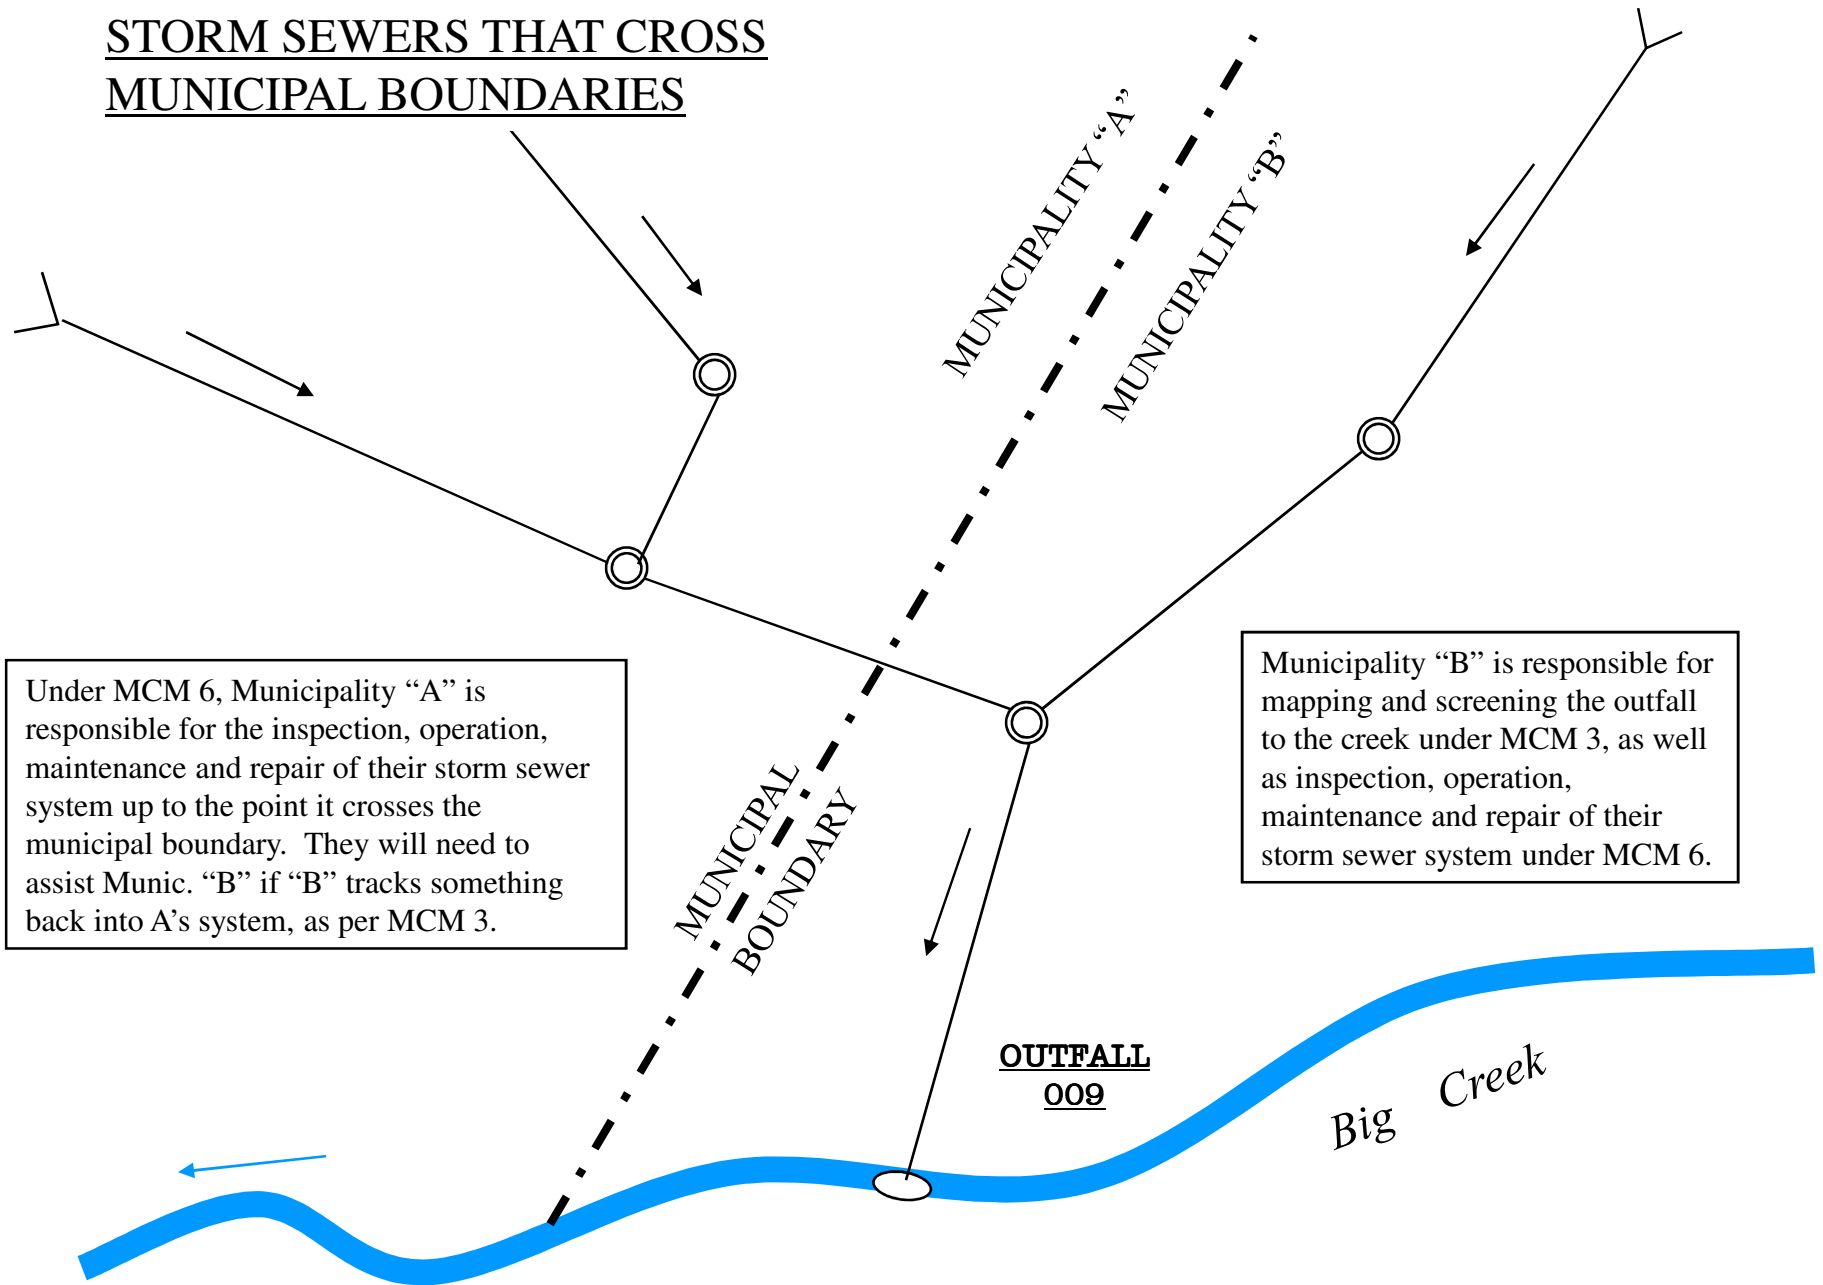 STORM SEWERS THAT CROSS
MUNICIPAL BOUNDARIES
MUNICIPALITY “A”
MUNICIPALITY “B”
Under MCM 6, Municipality “A” is
responsible for the inspection, operation,
maintenance and repair of their storm sewer
system up to the point it crosses the
municipal boundary.  They will need to
assist Munic. “B” if “B” tracks something
back into A’s system, as per MCM 3.
Municipality “B” is responsible for
mapping and screening the outfall
to the creek under MCM 3, as well
as inspection, operation,
maintenance and repair of their
storm sewer system under MCM 6.
MUNICIPAL
BOUNDARY
OUTFALL
009
Big Creek